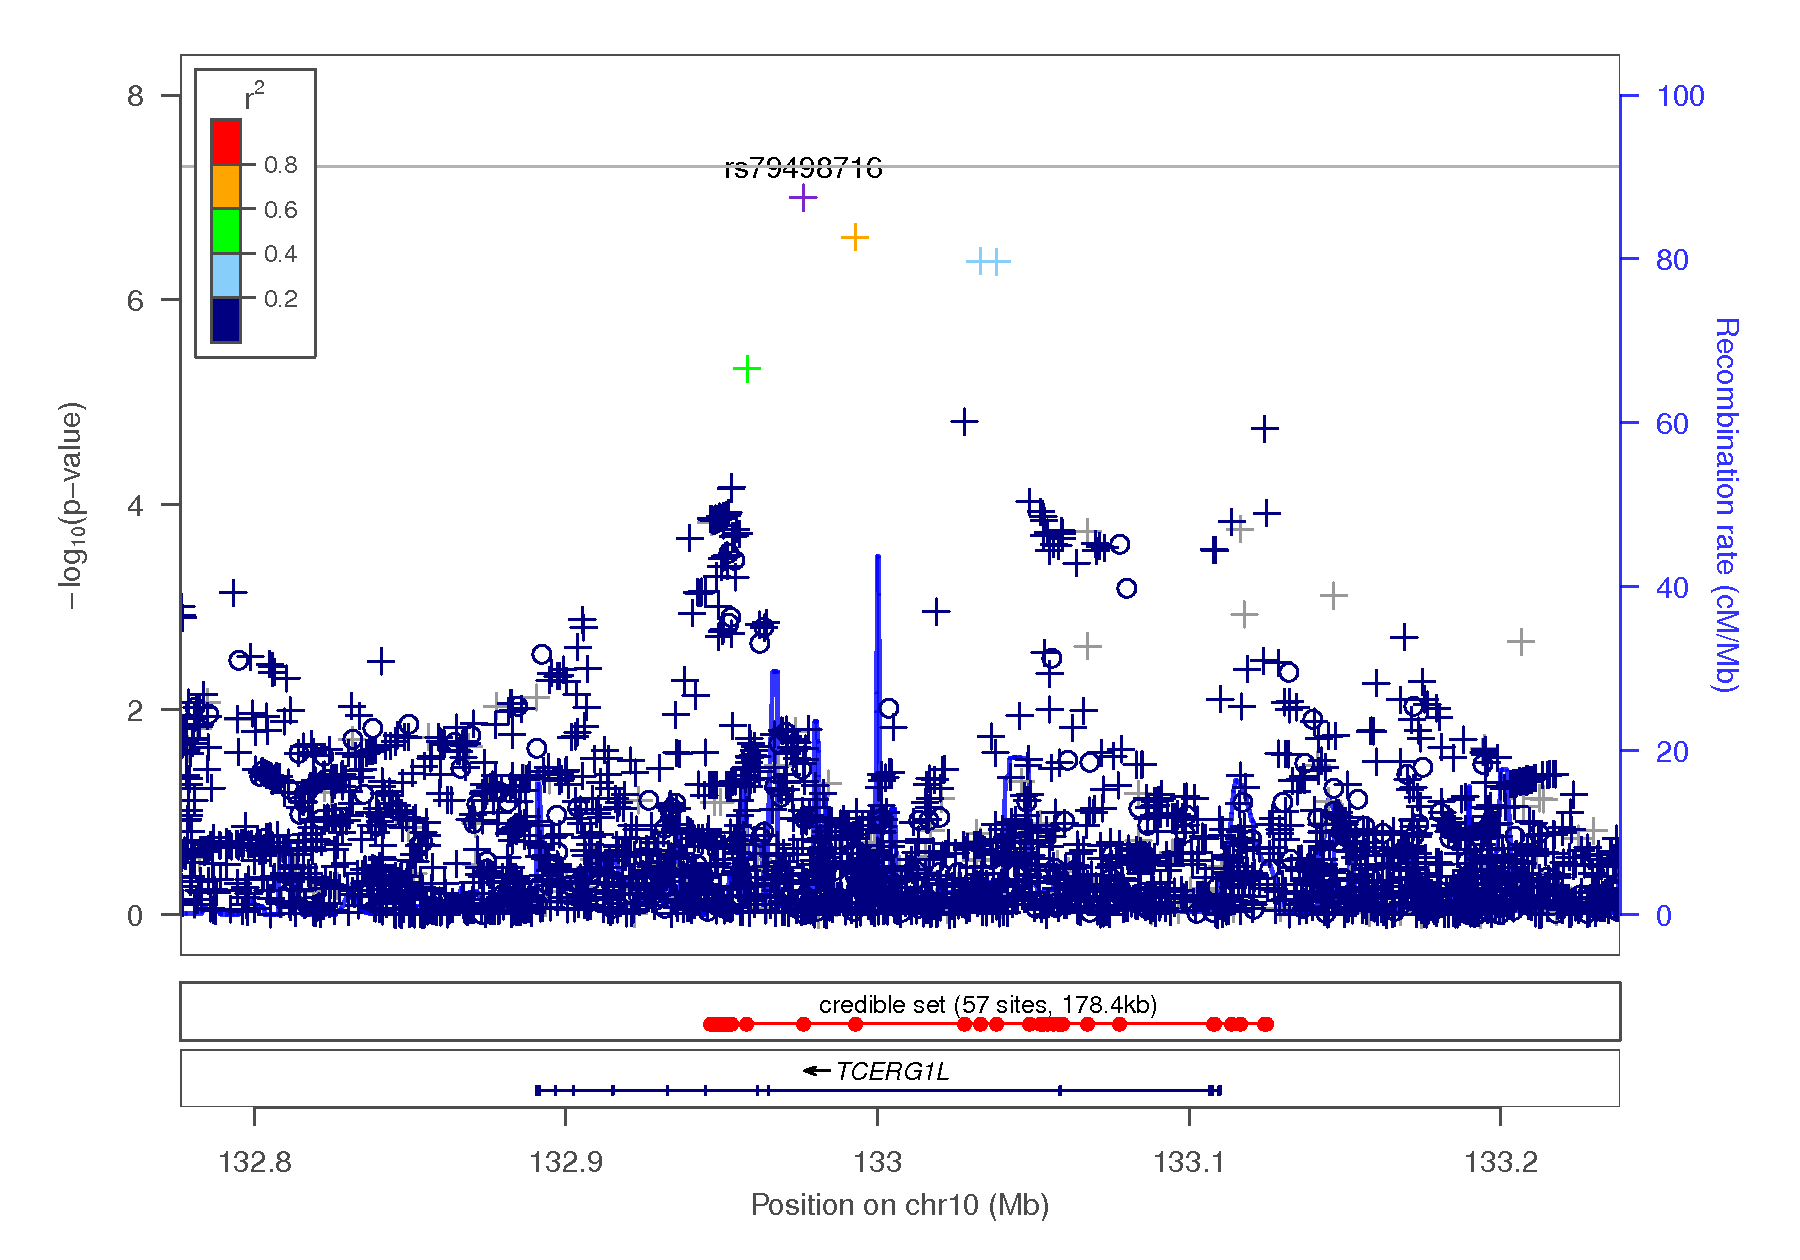 r2
0.8
0.6
0.4
0.2
rs79498716
8
6
4
2
0
−log10(p−value)
100
80
60
40
20
0
Recombination rate (cM/Mb)
credible set (57 sites, 178.4kb)
TCERG1L
132.8
132.9
133
133.1
133.2
Position on chr10 (Mb)